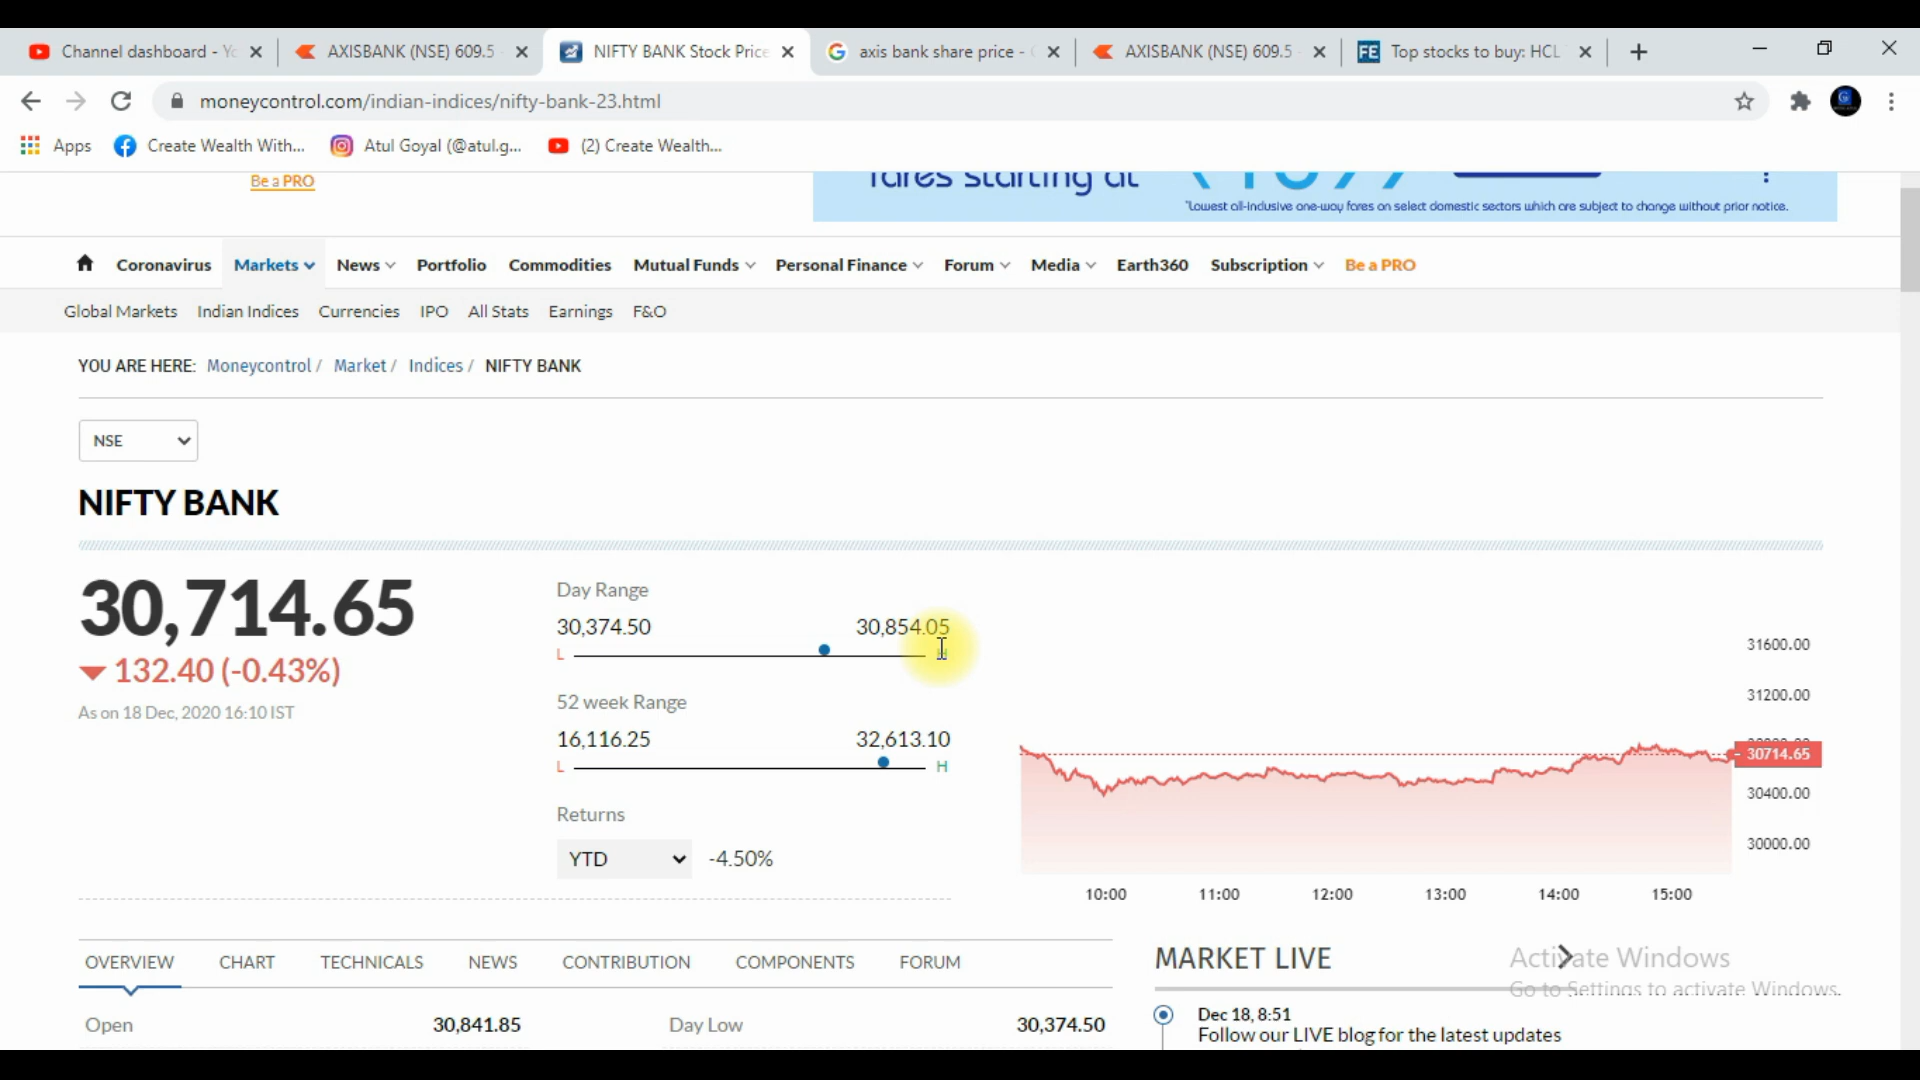 Channel dashboard - Yo
AXISBANK (NSE) 609.5
NIFTY BANK Stock Price
axis bank share price -
AXISBANK (NSE) 609.5
FE Top stocks to buy: HCL
moneycontrol.com/indian-indices/nifty-bank-23.html
Apps
Create Wealth With...
Atul Goyal (@atul.g...
(2) Create Wealth...
Be a PRO
fares starting at
*Lowest all-inclusive one-way fares on select domestic sectors which are subject to change without prior notice.
Coronavirus Markets News Portfolio Commodities Mutual Funds Personal Finance Forum Media Earth360 Subscription Be a PRO
Global Markets Indian Indices Currencies IPO All Stats Earnings F&O
YOU ARE HERE: Moneycontrol / Market / Indices / NIFTY BANK
NSE
NIFTY BANK
30,714.65
132.40 (-0.43%)
As on 18 Dec, 2020 16:10 IST
Day Range
30,374.50 30,854.05
L H
52 week Range
16,116.25 32,613.10
L H
Returns
YTD -4.50%
31600.00
31200.00
30714.65
30400.00
30000.00
10:00 11:00 12:00 13:00 14:00 15:00
OVERVIEW CHART TECHNICALS NEWS CONTRIBUTION COMPONENTS FORUM
Open 30,841.85 Day Low 30,374.50
MARKET LIVE
Dec 18, 8:51
Follow our LIVE blog for the latest updates
Activate Windows
Go to Settings to activate Windows.